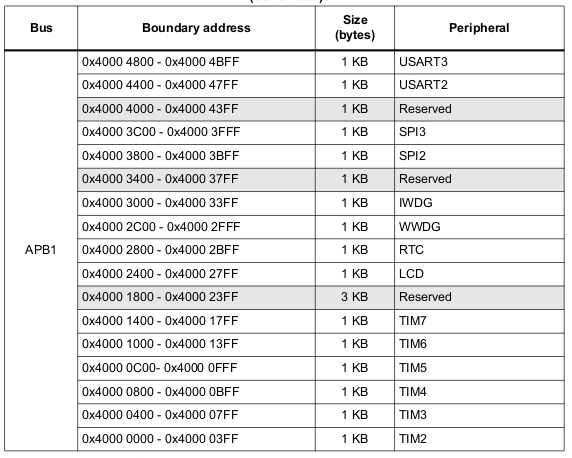 Bus Boundary address Size (bytes) Peripheral
APB1
0x4000 4800 - 0x4000 4BFF 1 KB USART3
0x4000 4400 - 0x4000 47FF 1 KB USART2
0x4000 4000 - 0x4000 43FF 1 KB Reserved
0x4000 3C00 - 0x4000 3FFF 1 KB SPI3
0x4000 3800 - 0x4000 3BFF 1 KB SPI2
0x4000 3400 - 0x4000 37FF 1 KB Reserved
0x4000 3000 - 0x4000 33FF 1 KB IWDG
0x4000 2C00 - 0x4000 2FFF 1 KB WWDG
0x4000 2800 - 0x4000 2BFF 1 KB RTC
0x4000 2400 - 0x4000 27FF 1 KB LCD
0x4000 1800 - 0x4000 23FF 3 KB Reserved
0x4000 1400 - 0x4000 17FF 1 KB TIM7
0x4000 1000 - 0x4000 13FF 1 KB TIM6
0x4000 0C00- 0x4000 0FFF 1 KB TIM5
0x4000 0800 - 0x4000 0BFF 1 KB TIM4
0x4000 0400 - 0x4000 07FF 1 KB TIM3
0x4000 0000 - 0x4000 03FF 1 KB TIM2